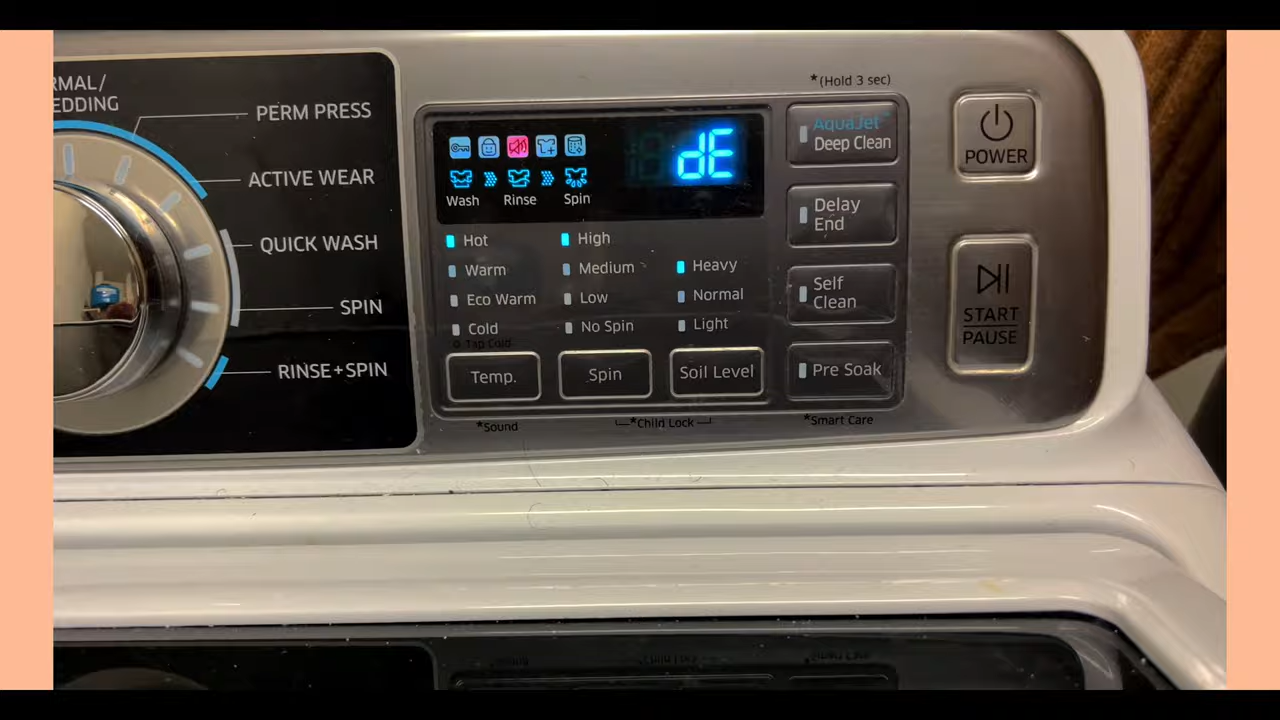 RMAL/
EDDING
PERM PRESS
ACTIVE WEAR
QUICK WASH
SPIN
RINSE+SPIN
dE
Wash
Rinse
Spin
Hot
Warm
Eco Warm
Cold
Tap Cold
High
Medium
Low
No Spin
Heavy
Normal
Light
Temp.
Spin
Soil Level
*Sound
*Child Lock
*Smart Care
*(Hold 3 sec)
AquaJet™
Deep Clean
Delay
End
Self
Clean
Pre Soak
POWER
START
PAUSE